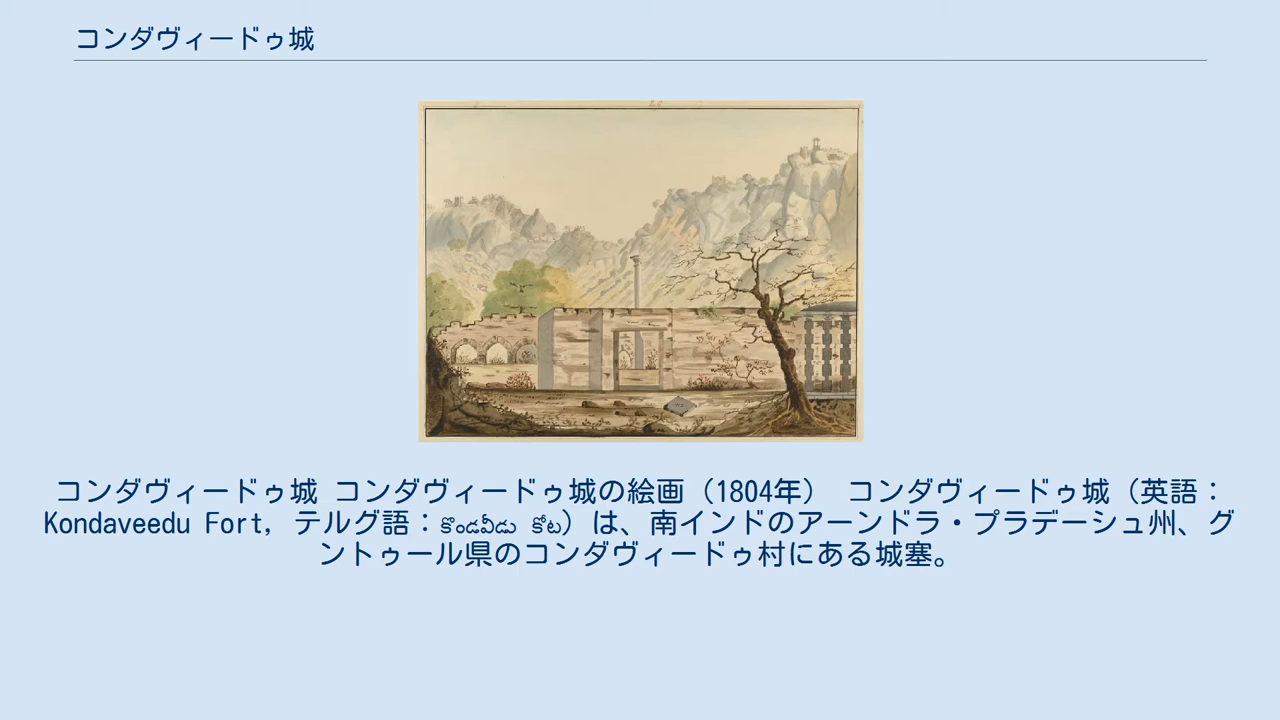 コンダヴィードゥ城
コンダヴィードゥ城 コンダヴィードゥ城の絵画（1804年） コンダヴィードゥ城（英語：
Kondaveedu Fort, テルグ語：కొండవీడు కోట）は、南インドのアーンドラ・プラデーシュ州、グ
ントゥール県のコンダヴィードゥ村にある城塞。